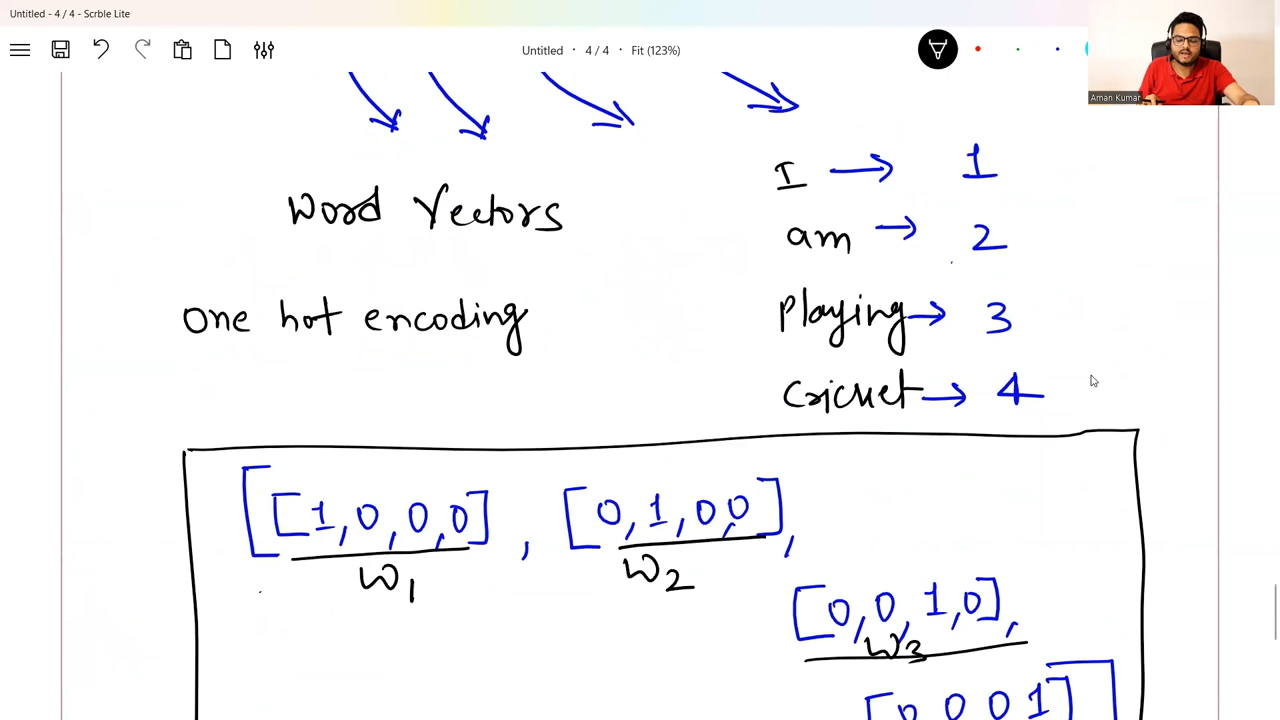 Untitled - 4 / 4 - Scrble Lite
Untitled • 4 / 4 • Fit (123%)
Aman Kumar
I → 1
Word Vectors
am → 2
One hot encoding
Playing → 3
Cricket → 4
[[1,0,0,0], [0,1,0,0],
W1 W2
[0,0,1,0],
W3
[0 0 0 1]]